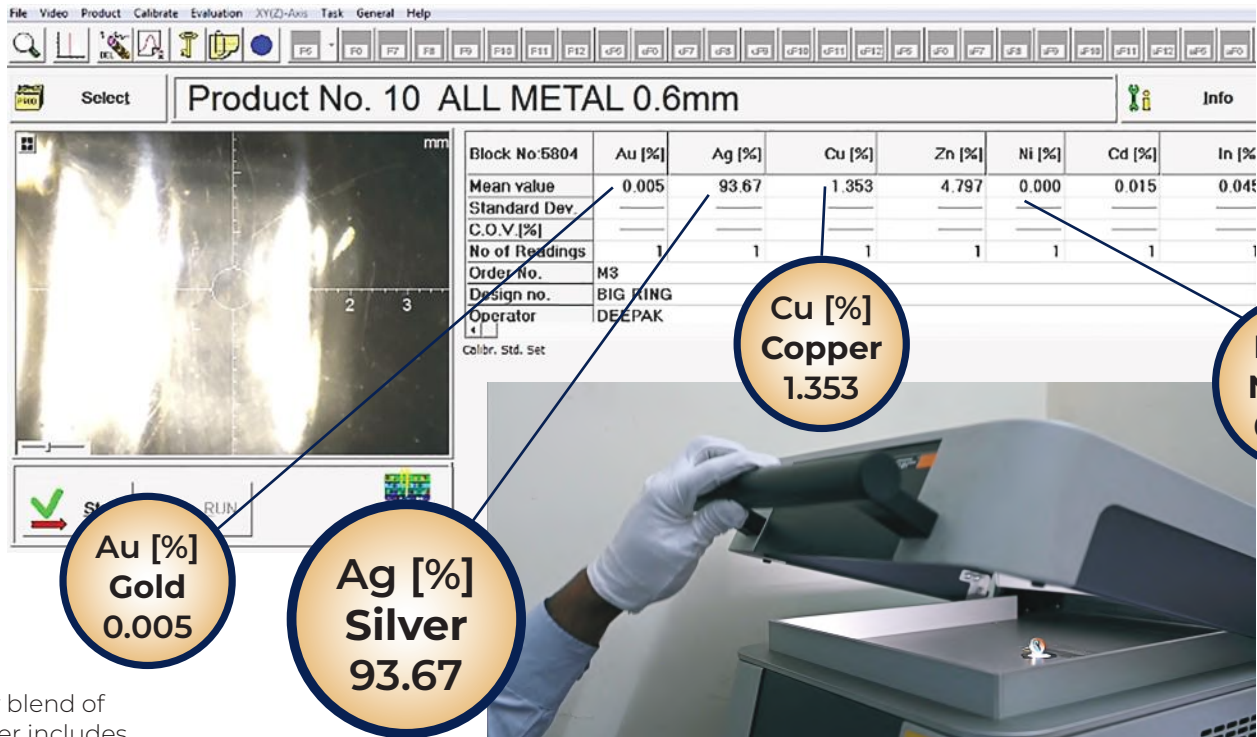 File Video Product Calibrate Evaluation XY(Z)-Axis Task General Help
Select
Product No. 10 ALL METAL 0.6mm
Info
mm
2 3
Block No:5804 Au [%] Ag [%] Cu [%] Zn [%] Ni [%] Cd [%] In [%
Mean value 0.005 93.67 1.353 4.797 0.000 0.015 0.045
Standard Dev.
C.O.V.[%]
No of Readings 1 1 1 1 1 1 1
Order No. M3
Design no. BIG RING
Operator DEEPAK
Calibr. Std. Set
RUN
Au [%]
Gold
0.005
Ag [%]
Silver
93.67
Cu [%]
Copper
1.353
blend of
includes